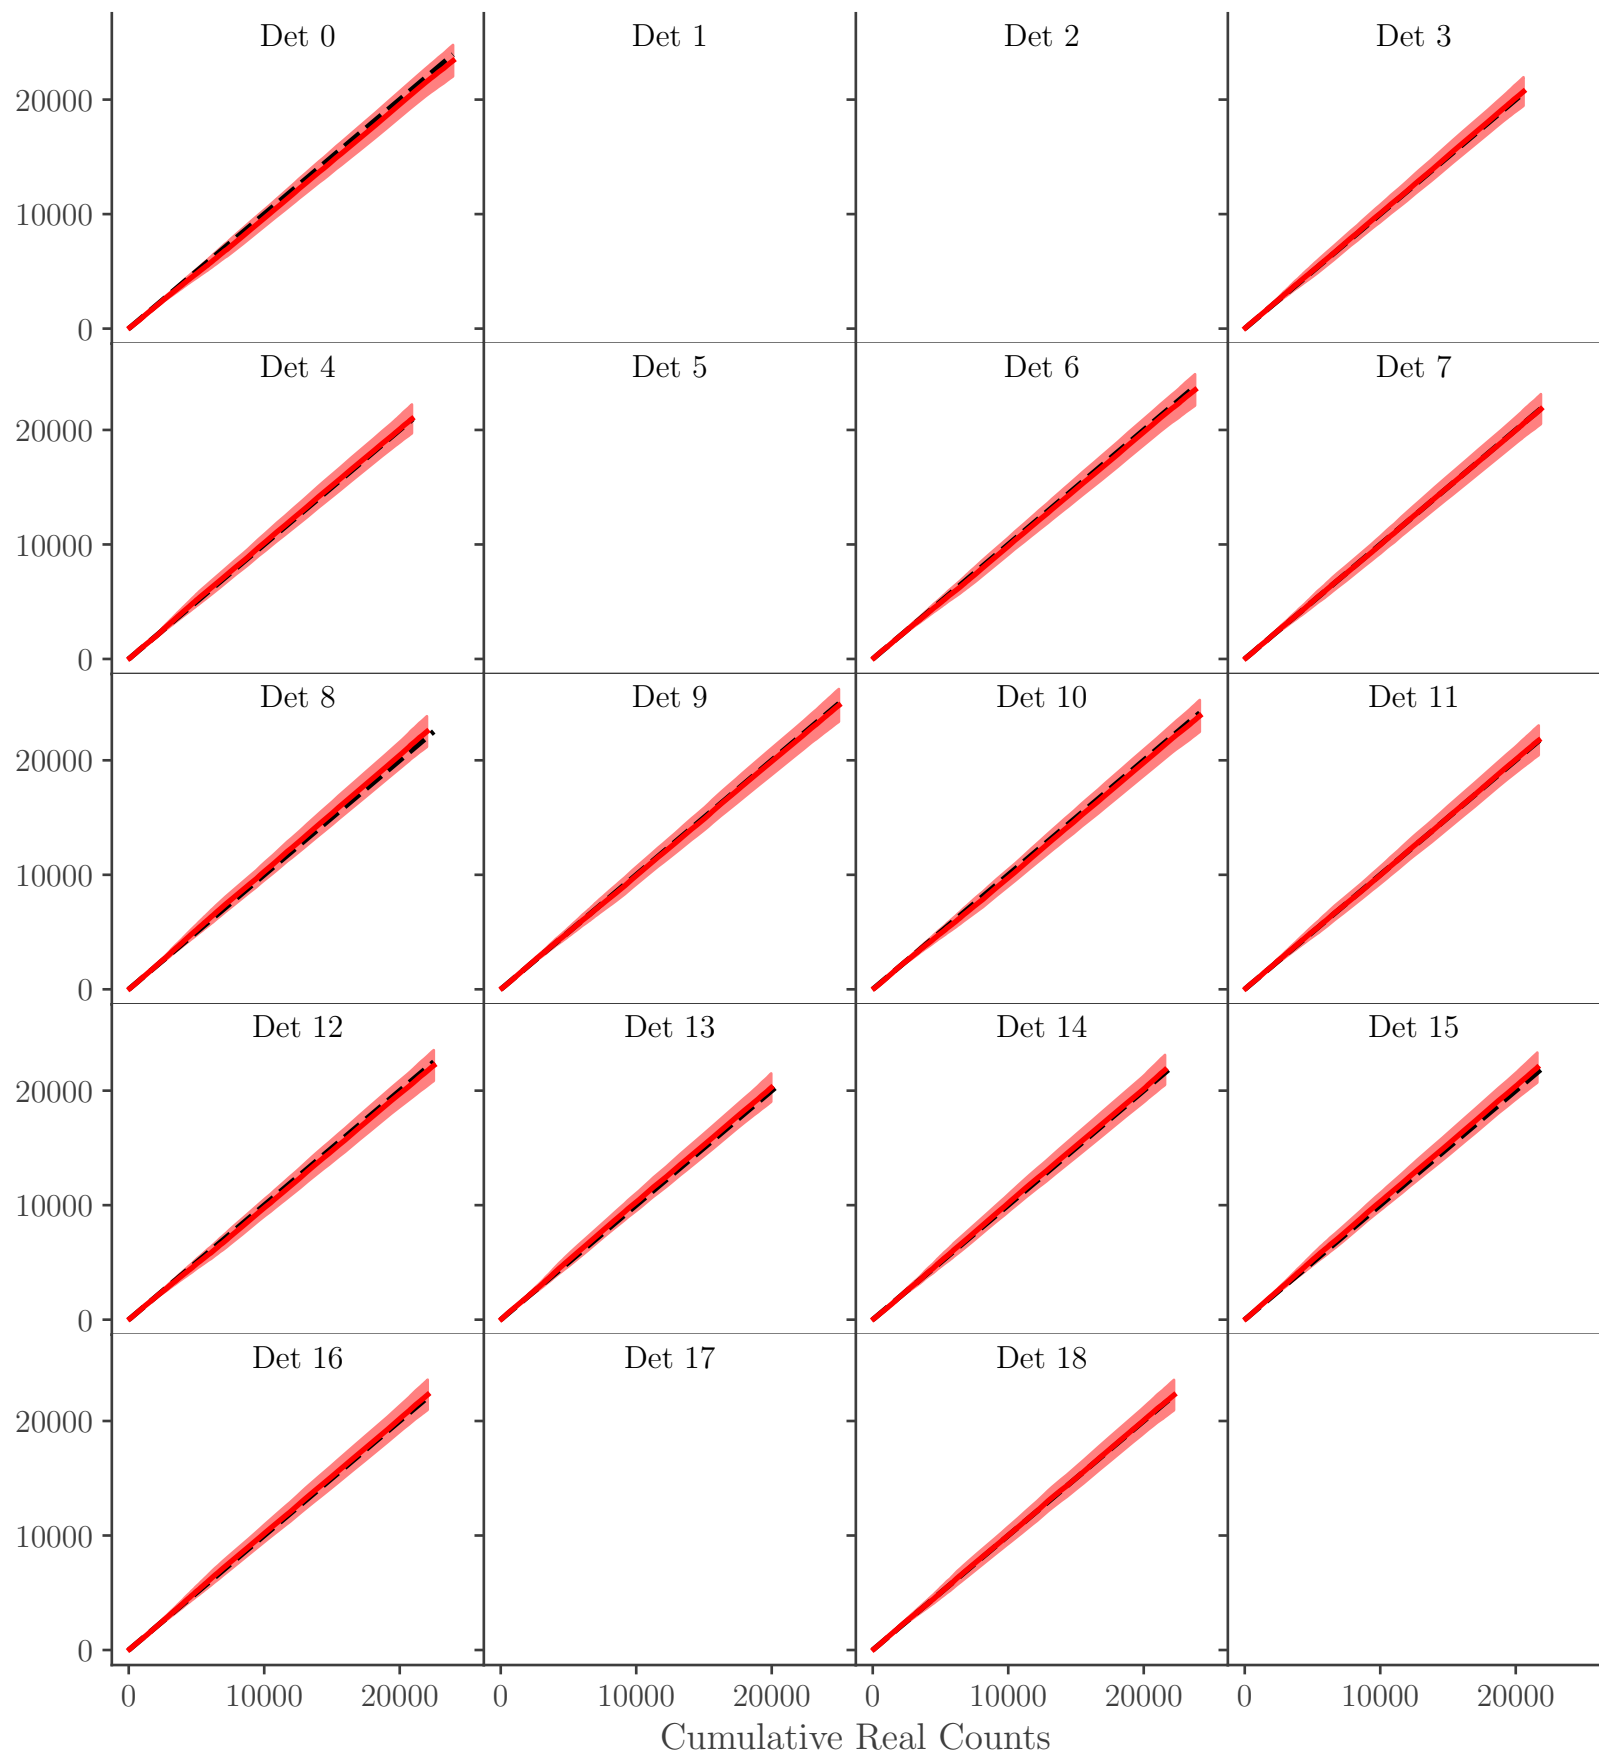 Det 0 Det 1 Det 2 Det 3
20000
10000
0
Det 4 Det 5 Det 6 Det 7
20000
10000
0
Det 8 Det 9 Det 10 Det 11
20000
10000
0
Det 12 Det 13 Det 14 Det 15
20000
10000
0
Det 16 Det 17 Det 18
20000
10000
0
0 10000 20000 0 10000 20000 0 10000 20000 0 10000 20000
Cumulative Real Counts